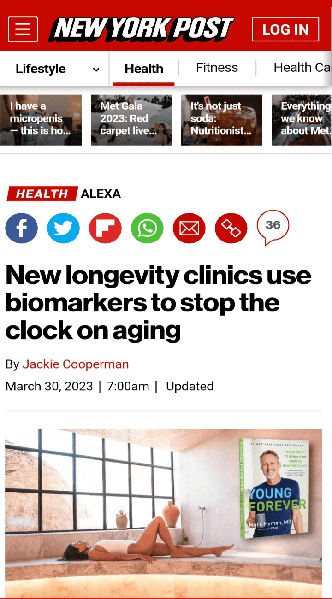 NEW YORK POST
LOG IN
Lifestyle
Health
Fitness
Health Ca
I have a
micropenis
— this is ho...
Met Gala
2023: Red
carpet live...
It's not just
soda:
Nutritionist...
Everything
we know
about Met.
HEALTH ALEXA
36
New longevity clinics use
biomarkers to stop the
clock on aging
By Jackie Cooperman
March 30, 2023 | 7:00am | Updated
YOUNG
FOREVER
Mark Hyman, MD